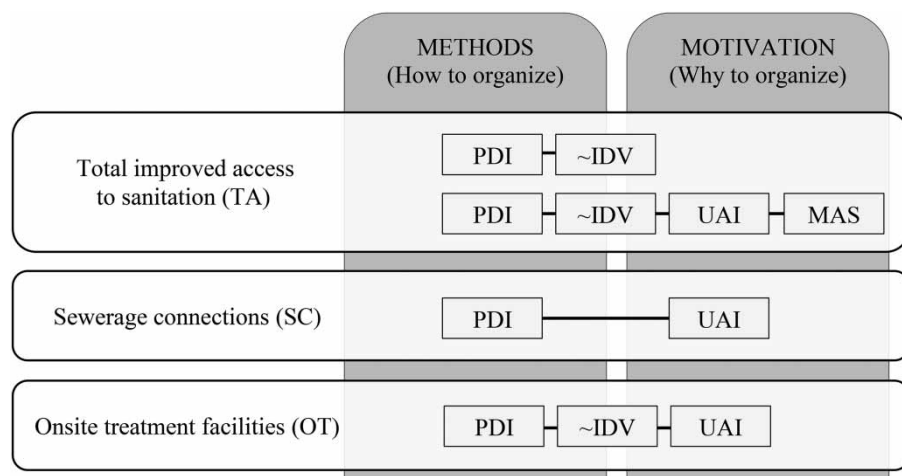 METHODS
(How to organize)
MOTIVATION
(Why to organize)
Total improved access
to sanitation (TA)
PDI ~IDV
PDI ~IDV UAI MAS
Sewerage connections (SC)
PDI UAI
Onsite treatment facilities (OT)
PDI ~IDV UAI